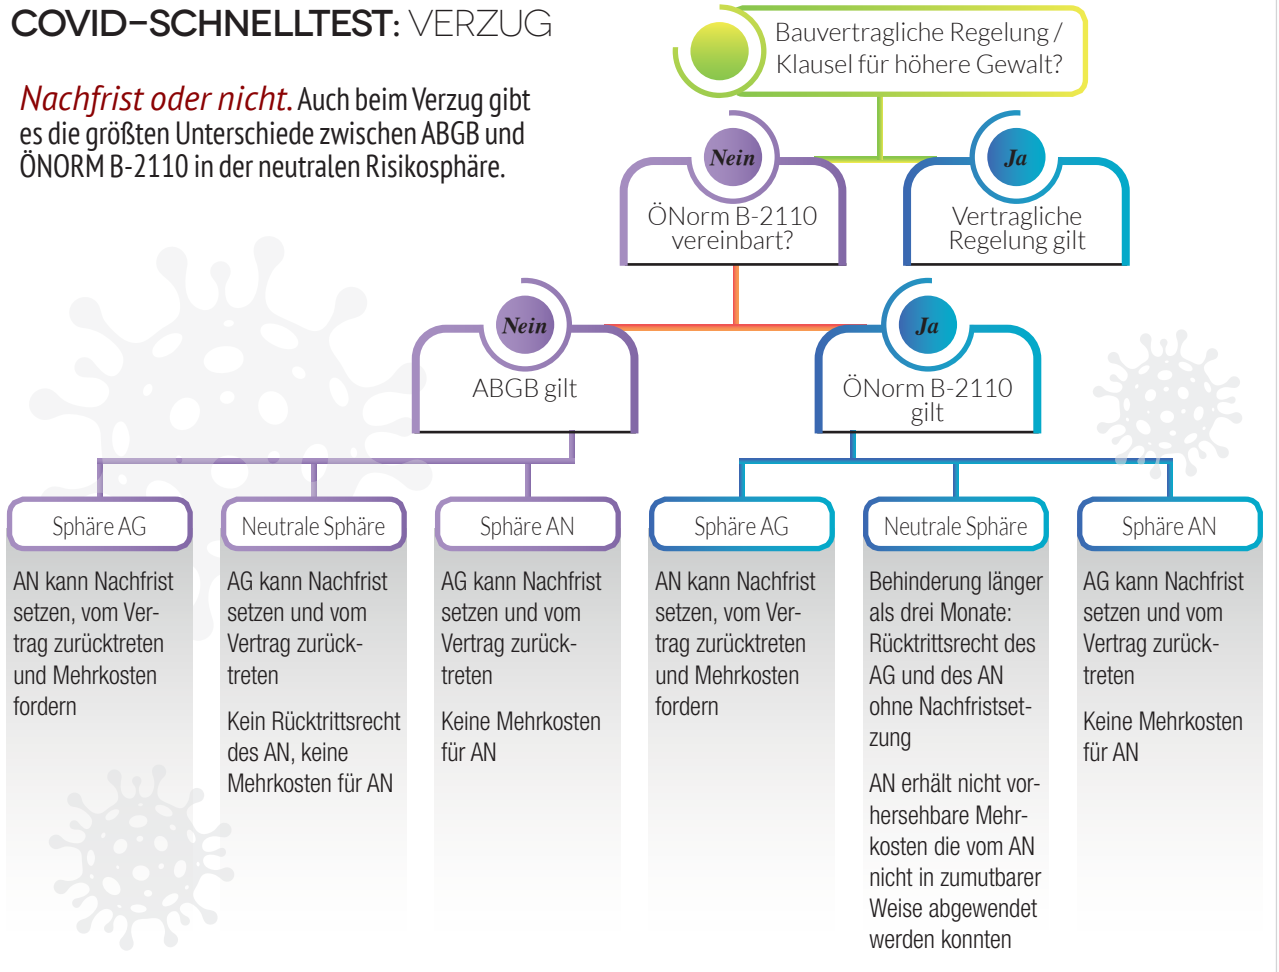 COVID-SCHNELLTEST: VERZUG
Nachfrist oder nicht. Auch beim Verzug gibt
es die größten Unterschiede zwischen ABGB und
ÖNORM B-2110 in der neutralen Risikosphäre.
Bauvertragliche Regelung /
Klausel für höhere Gewalt?
Nein
ÖNorm B-2110
vereinbart?
Ja
Vertragliche
Regelung gilt
Nein
ABGB gilt
Ja
ÖNorm B-2110
gilt
Sphäre AG
AN kann Nachfrist
setzen, vom Ver-
trag zurücktreten
und Mehrkosten
fordern
Neutrale Sphäre
AG kann Nachfrist
setzen und vom
Vertrag zurück-
treten
Kein Rücktrittsrecht
des AN, keine
Mehrkosten für AN
Sphäre AN
AG kann Nachfrist
setzen und vom
Vertrag zurück-
treten
Keine Mehrkosten
für AN
Sphäre AG
AN kann Nachfrist
setzen, vom Ver-
trag zurücktreten
und Mehrkosten
fordern
Neutrale Sphäre
Behinderung länger
als drei Monate:
Rücktrittsrecht des
AG und des AN
ohne Nachfristset-
zung
AN erhält nicht vor-
hersehbare Mehr-
kosten die vom AN
nicht in zumutbarer
Weise abgewendet
werden konnten
Sphäre AN
AG kann Nachfrist
setzen und vom
Vertrag zurück-
treten
Keine Mehrkosten
für AN